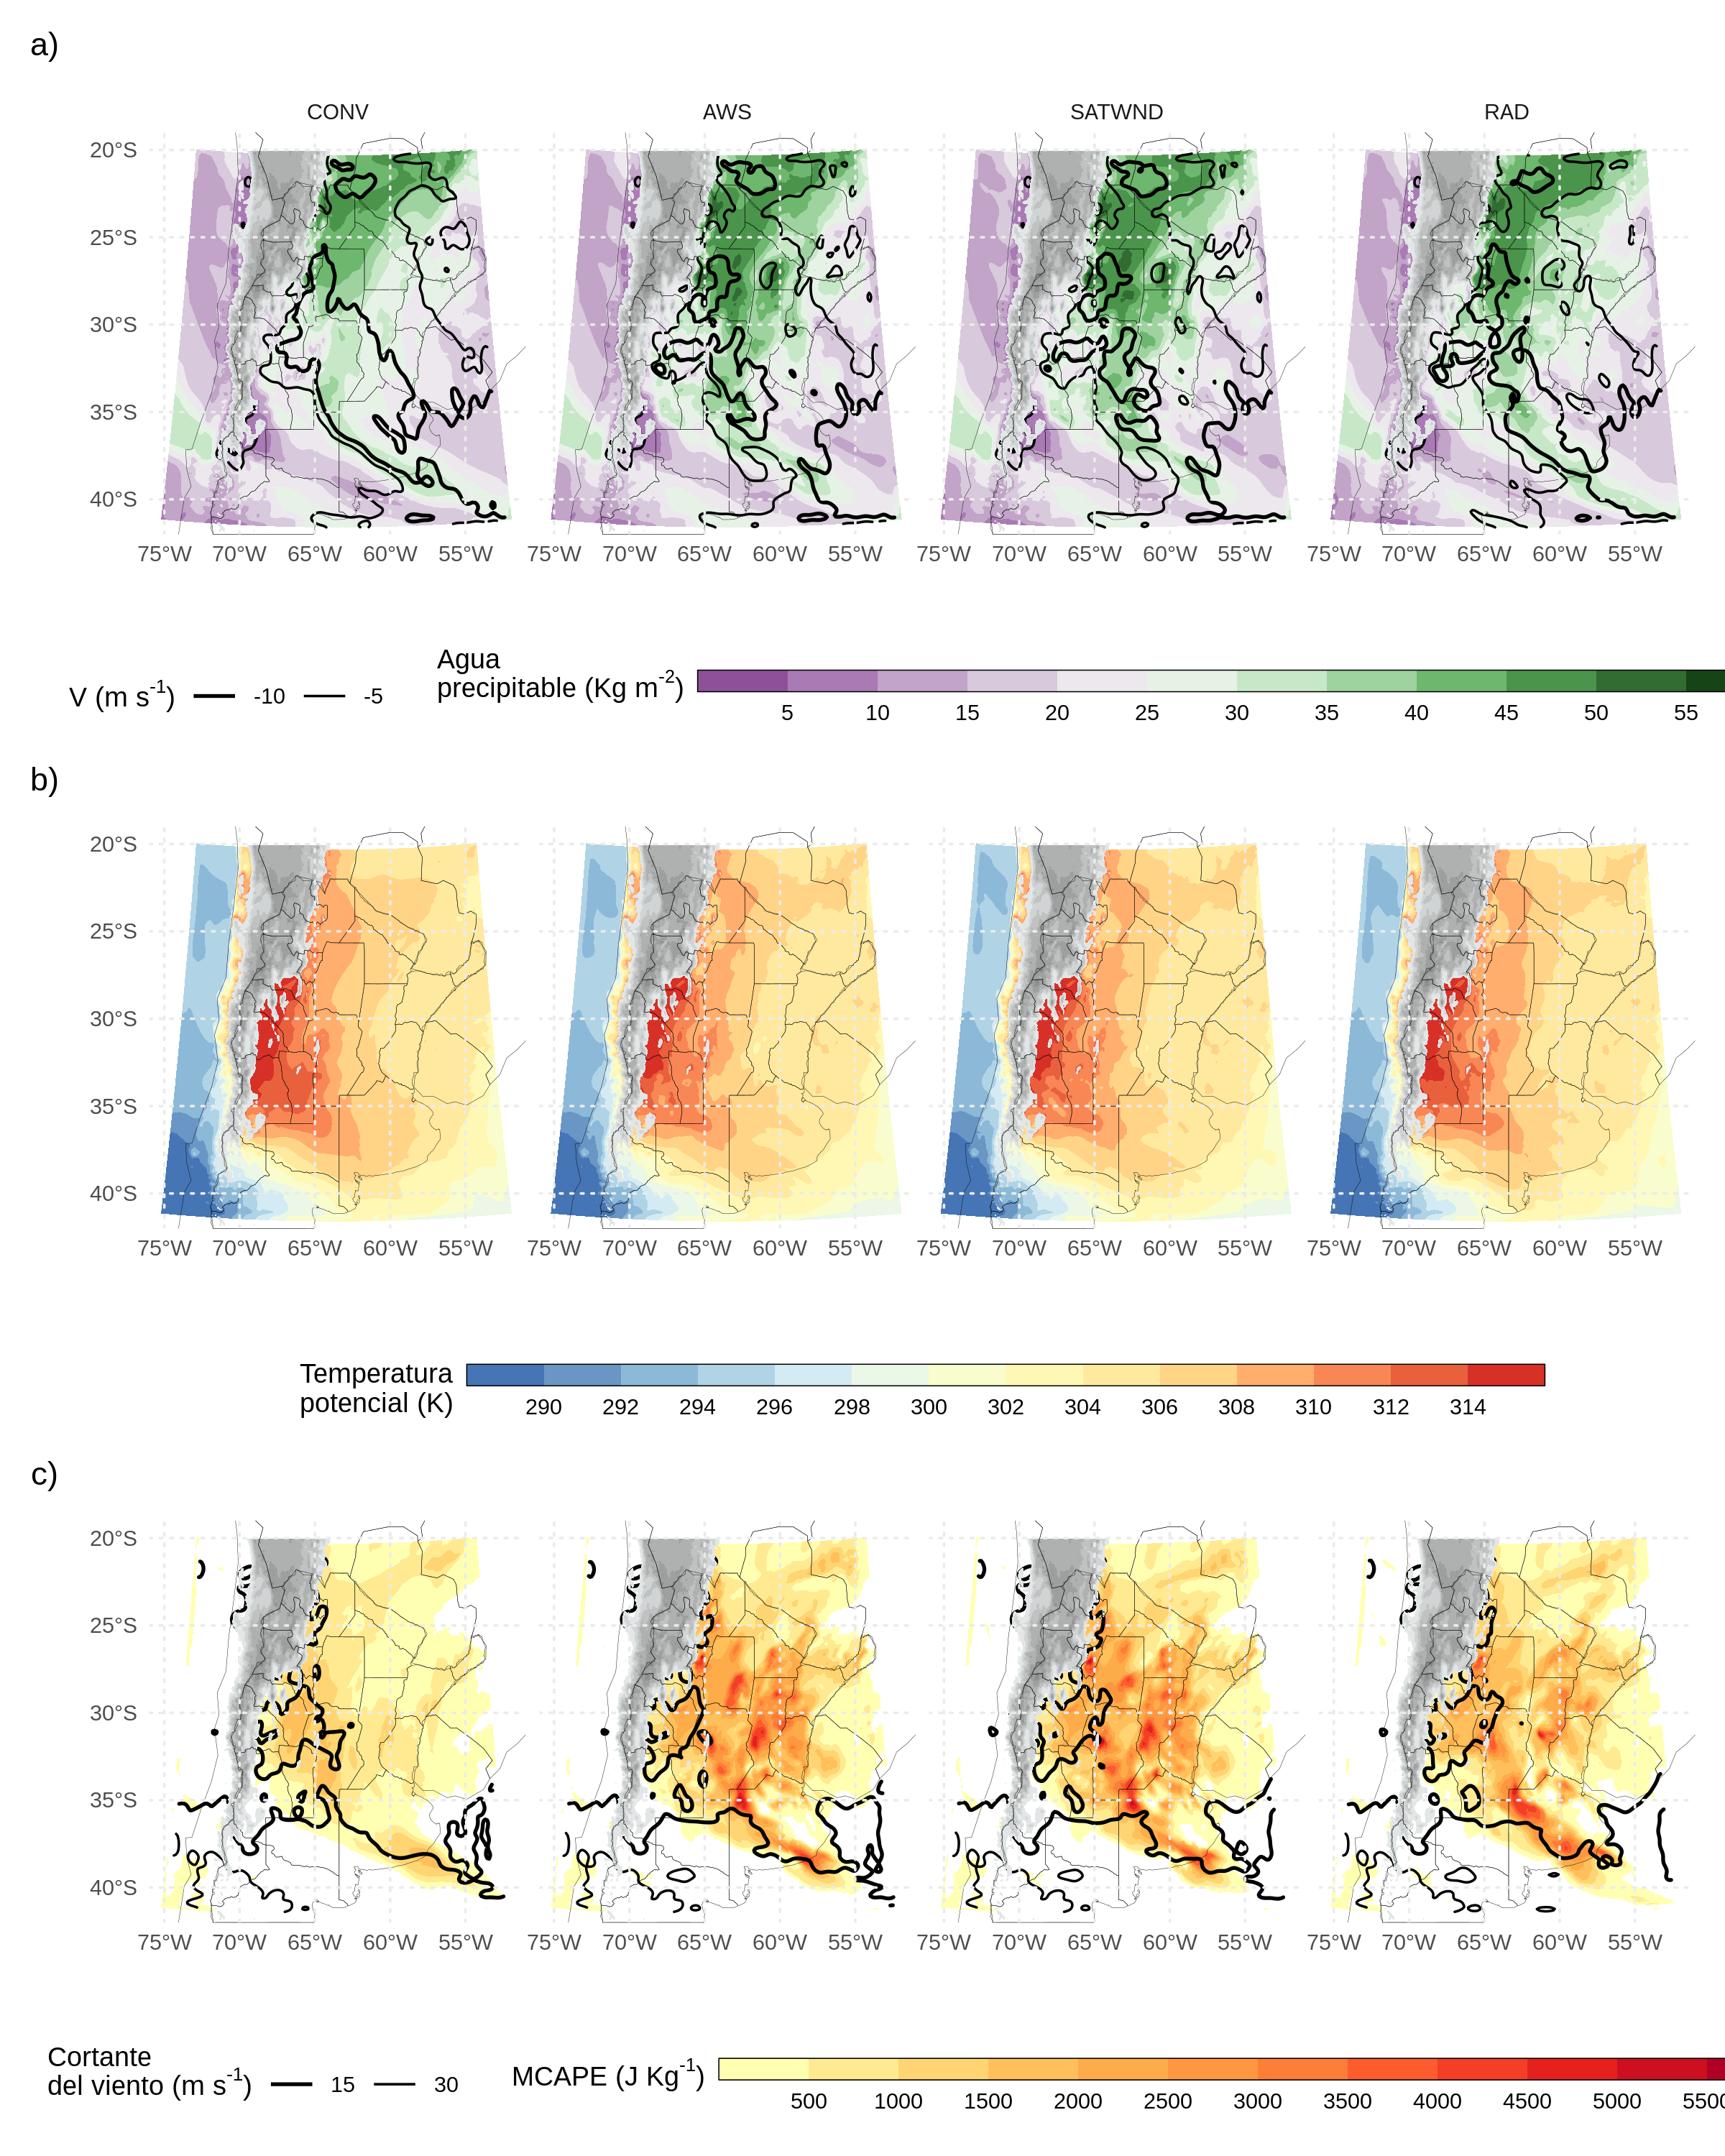 a)
CONV AWS SATWND RAD
20°S
25°S
30°S
35°S
40°S
75°W 70°W 65°W 60°W 55°W 75°W 70°W 65°W 60°W 55°W 75°W 70°W 65°W 60°W 55°W 75°W 70°W 65°W 60°W 55°W
V (m s-1) -10 -5
Agua
precipitable (Kg m-2)
5 10 15 20 25 30 35 40 45 50 55
b)
20°S
25°S
30°S
35°S
40°S
75°W 70°W 65°W 60°W 55°W 75°W 70°W 65°W 60°W 55°W 75°W 70°W 65°W 60°W 55°W 75°W 70°W 65°W 60°W 55°W
Temperatura
potencial (K)
290 292 294 296 298 300 302 304 306 308 310 312 314
c)
20°S
25°S
30°S
35°S
40°S
75°W 70°W 65°W 60°W 55°W 75°W 70°W 65°W 60°W 55°W 75°W 70°W 65°W 60°W 55°W 75°W 70°W 65°W 60°W 55°W
Cortante
del viento (m s-1) 15 30
MCAPE (J Kg-1)
500 1000 1500 2000 2500 3000 3500 4000 4500 5000 5500